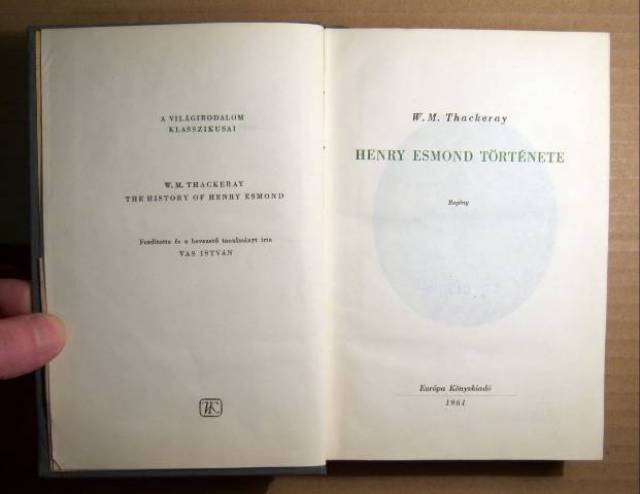 A VILÁGIRODALOM
KLASSZIKUSAI
W. M. THACKERAY
THE HISTORY OF HENRY ESMOND
Fordította és a bevezető tanulmányt írta
VAS ISTVÁN
W. M. Thackeray
HENRY ESMOND TÖRTÉNETE
Regény
Európa Könyvkiadó
1961